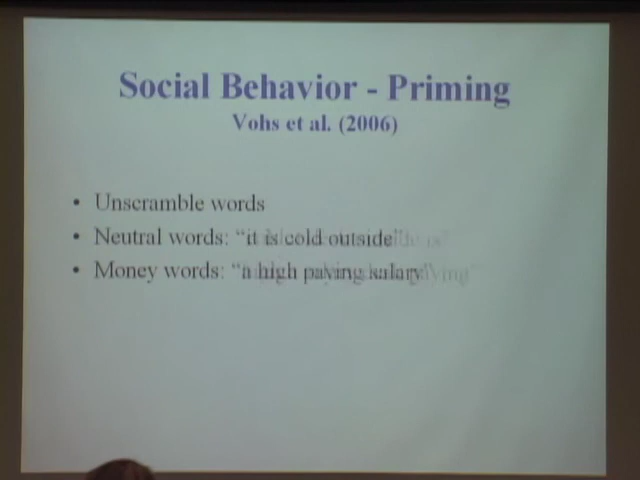 Social Behavior - Priming
Vohs et al. (2006)
• Unscramble words
• Neutral words: “it is cold outside”
• Money words: “a high paying salary”